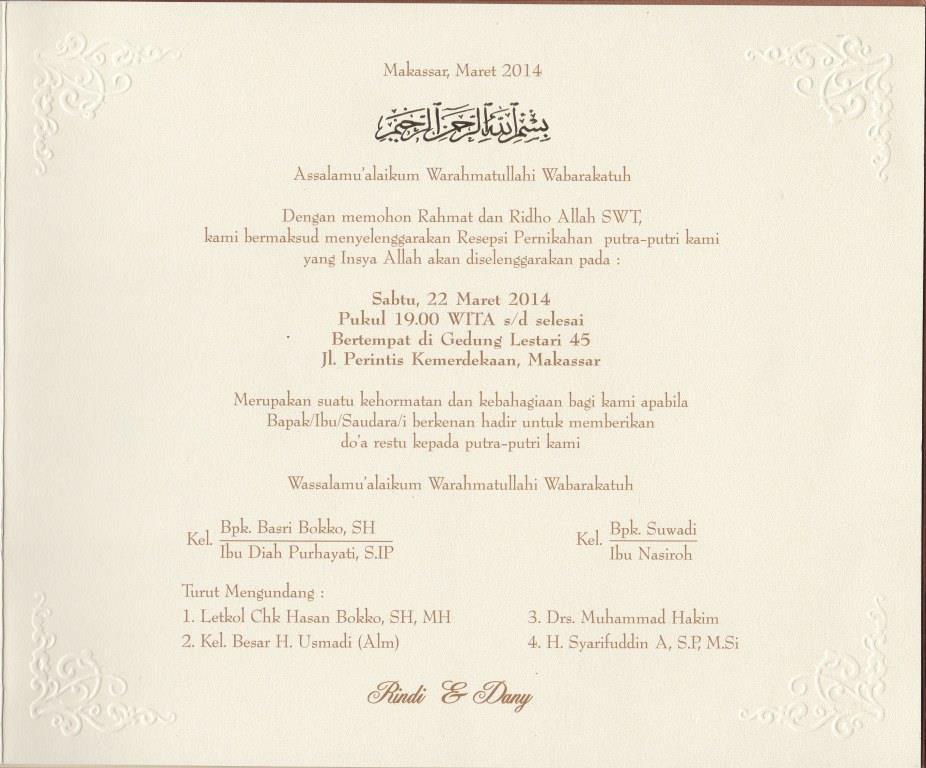 Makassar, Maret 2014
بِسْمِ اللَّهِ الرَّحْمَنِ الرَّحِيمِ
Assalamu'alaikum Warahmatullahi Wabarakatuh
Dengan memohon Rahmat dan Ridho Allah SWT,
kami bermaksud menyelenggarakan Resepsi Pernikahan putra-putri kami
yang Insya Allah akan diselenggarakan pada :
Sabtu, 22 Maret 2014
Pukul 19.00 WITA s/d selesai
Bertempat di Gedung Lestari 45
Jl. Perintis Kemerdekaan, Makassar
Merupakan suatu kehormatan dan kebahagiaan bagi kami apabila
Bapak/Ibu/Saudara/i berkenan hadir untuk memberikan
do'a restu kepada putra-putri kami
Wassalamu'alaikum Warahmatullahi Wabarakatuh
Kel. Bpk. Basri Bokko, SH
Ibu Diah Purhayati, S.IP
Kel. Bpk. Suwadi
Ibu Nasiroh
Turut Mengundang :
1. Letkol Chk Hasan Bokko, SH, MH
2. Kel. Besar H. Usmadi (Alm)
3. Drs. Muhammad Hakim
4. H. Syarifuddin A, S.P, M.Si
Rindi & Dany